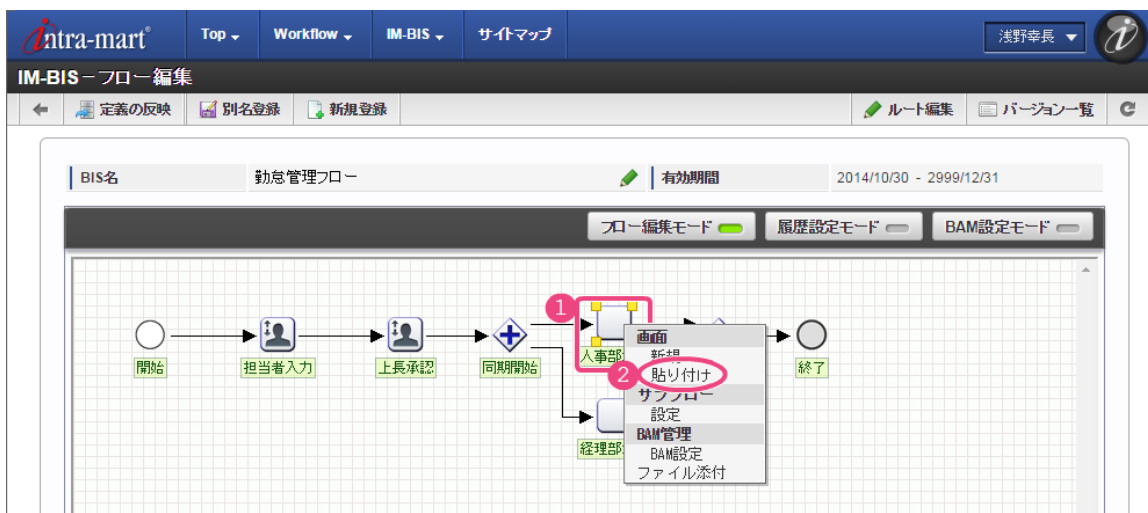 intra-mart® Top Workflow IM-BIS サイトマップ 浅野幸長
IM-BIS－フロー編集
定義の反映 別名登録 新規登録 ルート編集 バージョン一覧
BIS名 勤怠管理フロー 有効期間 2014/10/30 - 2999/12/31
フロー編集モード 履歴設定モード BAM設定モード
1
開始 担当者入力 上長承認 同期開始 人事部 終了
画面
新規
2 貼り付け
サブフロー
設定
経理部
BAM管理
BAM設定
ファイル添付